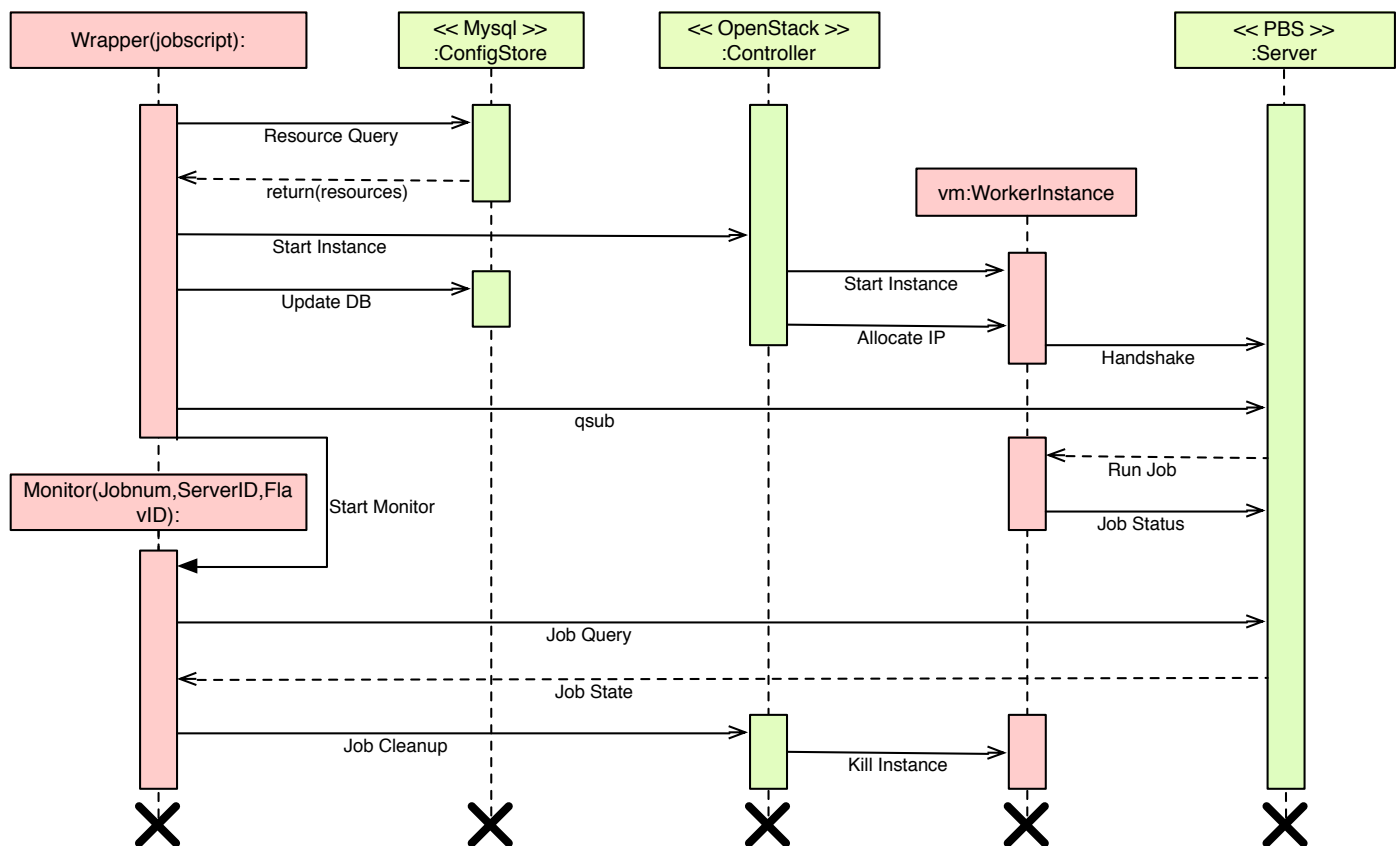 Wrapper(jobscript):
<< Mysql >>
:ConfigStore
<< OpenStack >>
:Controller
<< PBS >>
:Server
Resource Query
return(resources)
vm:WorkerInstance
Start Instance
Start Instance
Update DB
Allocate IP
Handshake
qsub
Run Job
Monitor(Jobnum,ServerID,Fla
vID):
Start Monitor
Job Status
Job Query
Job State
Job Cleanup
Kill Instance